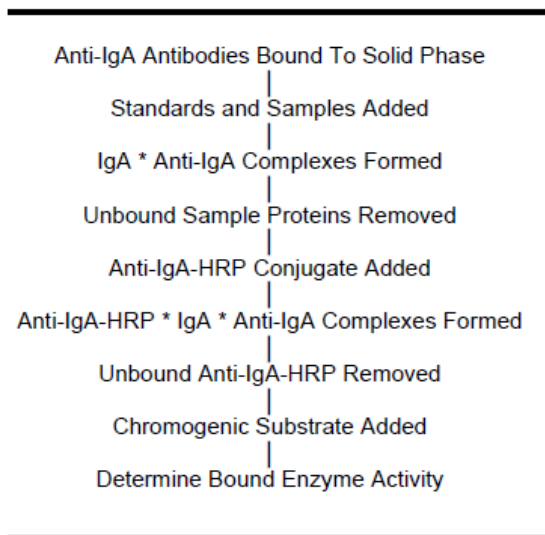 Anti-IgA Antibodies Bound To Solid Phase
Standards and Samples Added
IgA * Anti-IgA Complexes Formed
Unbound Sample Proteins Removed
Anti-IgA-HRP Conjugate Added
Anti-IgA-HRP * IgA * Anti-IgA Complexes Formed
Unbound Anti-IgA-HRP Removed
Chromogenic Substrate Added
Determine Bound Enzyme Activity